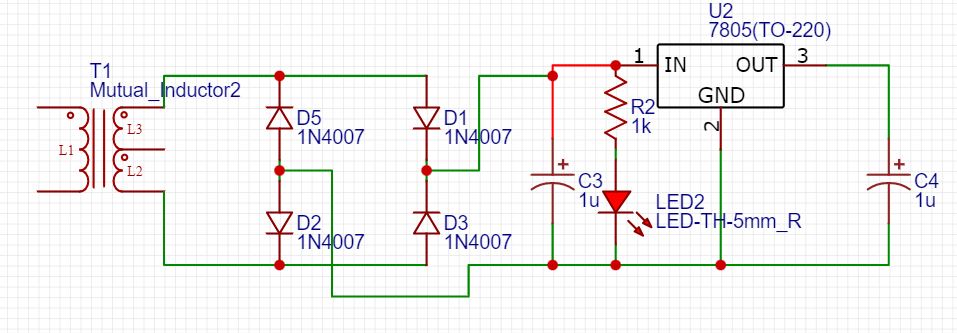 U2
7805(TO-220)
1
IN
OUT
3
GND
2
T1
Mutual_Inductor2
L1
L3
L2
D5
1N4007
D1
1N4007
D2
1N4007
D3
1N4007
R2
1k
+
C3
1u
LED2
LED-TH-5mm_R
+
C4
1u